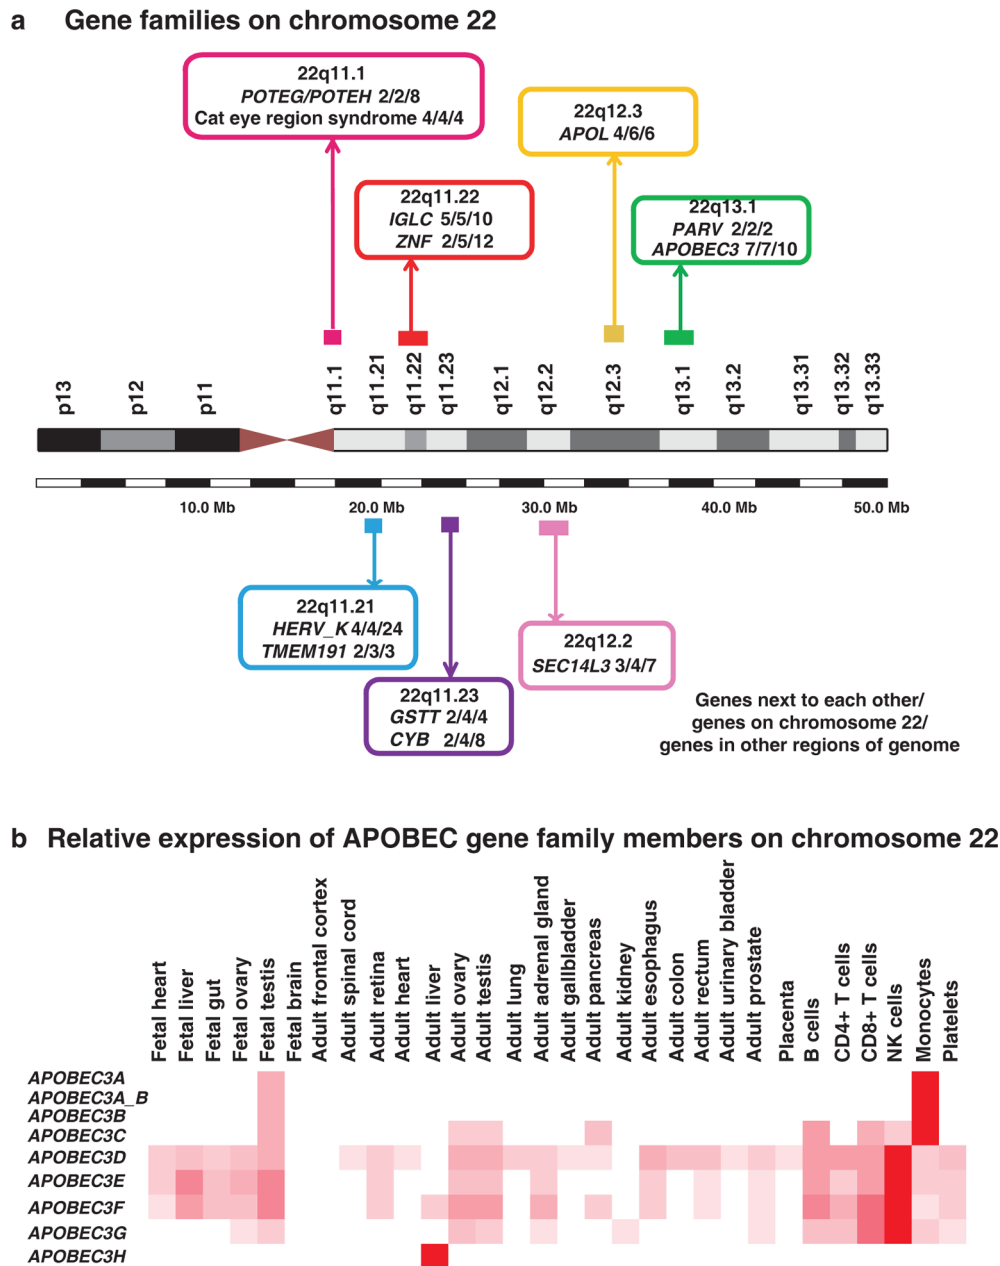 a Gene families on chromosome 22
22q11.1
POTEG/POTEH 2/2/8
Cat eye region syndrome 4/4/4
22q12.3
APOL 4/6/6
22q11.22
IGLC 5/5/10
ZNF 2/5/12
22q13.1
PARV 2/2/2
APOBEC3 7/7/10
p13
p12
p11
q11.1
q11.21
q11.22
q11.23
q12.1
q12.2
q12.3
q13.1
q13.2
q13.31
q13.32
q13.33
10.0 Mb
20.0 Mb
30.0 Mb
40.0 Mb
50.0 Mb
22q11.21
HERV_K 4/4/24
TMEM191 2/3/3
22q11.23
GSTT 2/4/4
CYB 2/4/8
22q12.2
SEC14L3 3/4/7
Genes next to each other/
genes on chromosome 22/
genes in other regions of genome
b Relative expression of APOBEC gene family members on chromosome 22
Fetal heart
Fetal liver
Fetal gut
Fetal ovary
Fetal testis
Fetal brain
Adult frontal cortex
Adult spinal cord
Adult retina
Adult heart
Adult liver
Adult ovary
Adult testis
Adult lung
Adult adrenal gland
Adult gallbladder
Adult pancreas
Adult kidney
Adult esophagus
Adult colon
Adult rectum
Adult urinary bladder
Adult prostate
Placenta
B cells
CD4+ T cells
CD8+ T cells
NK cells
Monocytes
Platelets
APOBEC3A
APOBEC3A_B
APOBEC3B
APOBEC3C
APOBEC3D
APOBEC3E
APOBEC3F
APOBEC3G
APOBEC3H